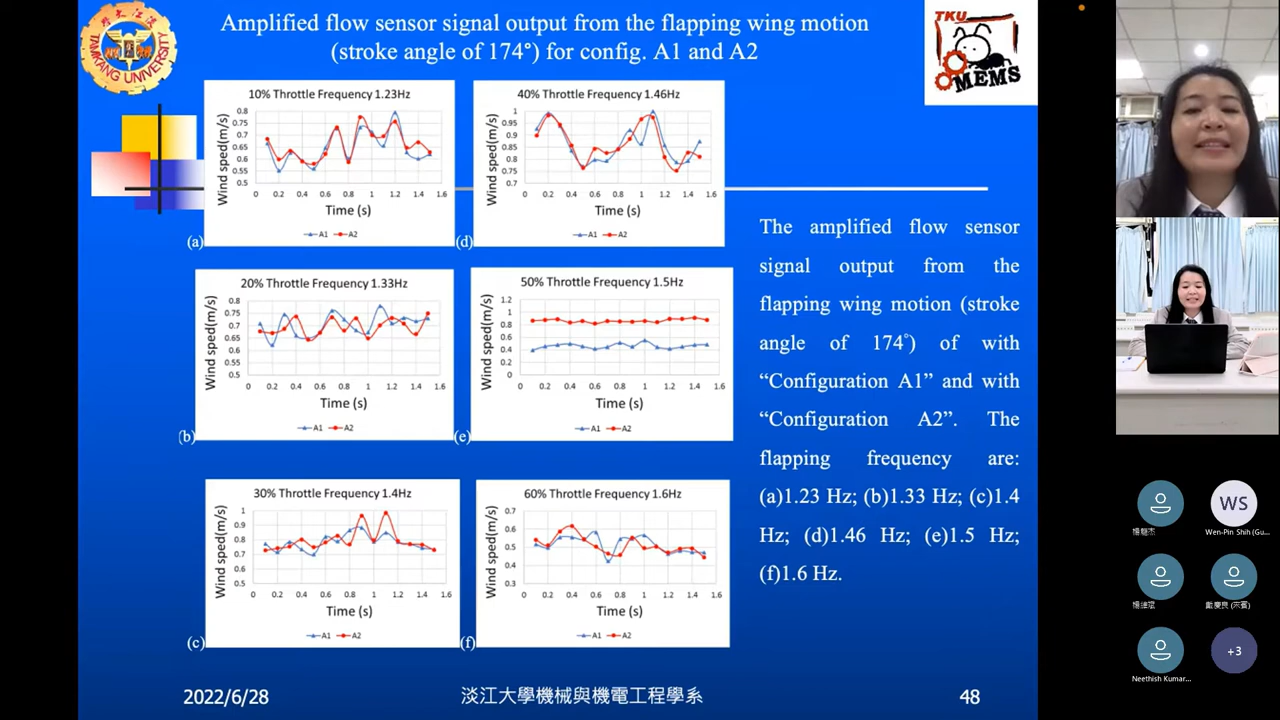 Amplified flow sensor signal output from the flapping wing motion
(stroke angle of 174°) for config. A1 and A2
TAMKANG UNIVERSITY
TKU
MEMS
10% Throttle Frequency 1.23Hz
Wind sped(m/s)
0.8
0.75
0.7
0.65
0.6
0.55
0.5
0 0.2 0.4 0.6 0.8 1 1.2 1.4 1.6
Time (s)
A1 A2
(a)
40% Throttle Frequency 1.46Hz
Wind sped(m/s)
1
0.95
0.9
0.85
0.8
0.75
0.7
0 0.2 0.4 0.6 0.8 1 1.2 1.4 1.6
Time (s)
A1 A2
(d)
20% Throttle Frequency 1.33Hz
Wind sped(m/s)
0.8
0.75
0.7
0.65
0.6
0.55
0.5
0 0.2 0.4 0.6 0.8 1 1.2 1.4 1.6
Time (s)
A1 A2
(b)
50% Throttle Frequency 1.5Hz
Wind sped(m/s)
1.2
1
0.8
0.6
0.4
0.2
0
0 0.2 0.4 0.6 0.8 1 1.2 1.4 1.6
Time (s)
A1 A2
(e)
30% Throttle Frequency 1.4Hz
Wind sped(m/s)
1
0.9
0.8
0.7
0.6
0.5
0 0.2 0.4 0.6 0.8 1 1.2 1.4 1.6
Time (s)
A1 A2
(c)
60% Throttle Frequency 1.6Hz
Wind sped(m/s)
0.7
0.6
0.5
0.4
0.3
0 0.2 0.4 0.6 0.8 1 1.2 1.4 1.6
Time (s)
A1 A2
(f)
The amplified flow sensor
signal output from the
flapping wing motion (stroke
angle of 174°) of with
“Configuration A1” and with
“Configuration A2”. The
flapping frequency are:
(a)1.23 Hz; (b)1.33 Hz; (c)1.4
Hz; (d)1.46 Hz; (e)1.5 Hz;
(f)1.6 Hz.
2022/6/28
淡江大學機械與機電工程學系
48
WS
Wen-Pin Shih (Gu...
戴慶良 (來賓)
Neethish Kumar...
+3